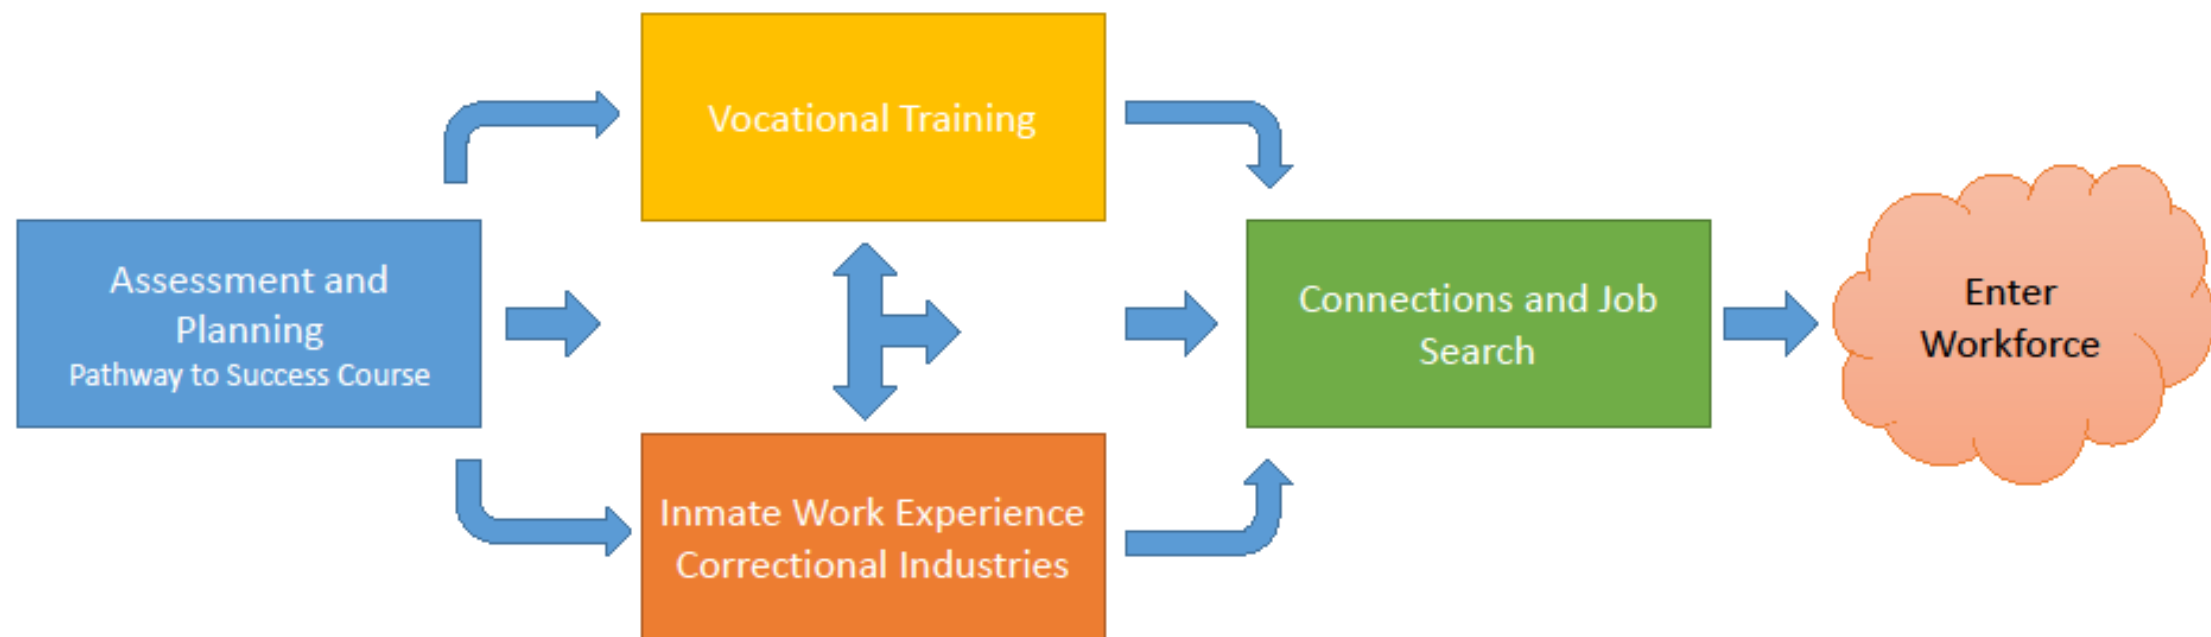 Vocational Training
Assessment and
Planning
Pathway to Success Course
Connections and Job
Search
Enter
Workforce
Inmate Work Experience
Correctional Industries